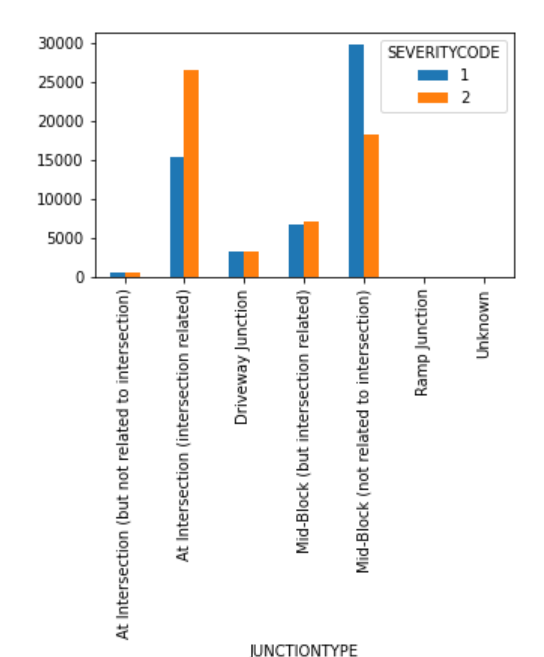 30000
25000
20000
15000
10000
5000
0
SEVERITYCODE
1
2
At Intersection (but not related to intersection)
At Intersection (intersection related)
Driveway Junction
Mid-Block (but intersection related)
Mid-Block (not related to intersection)
Ramp Junction
Unknown
JUNCTIONTYPE